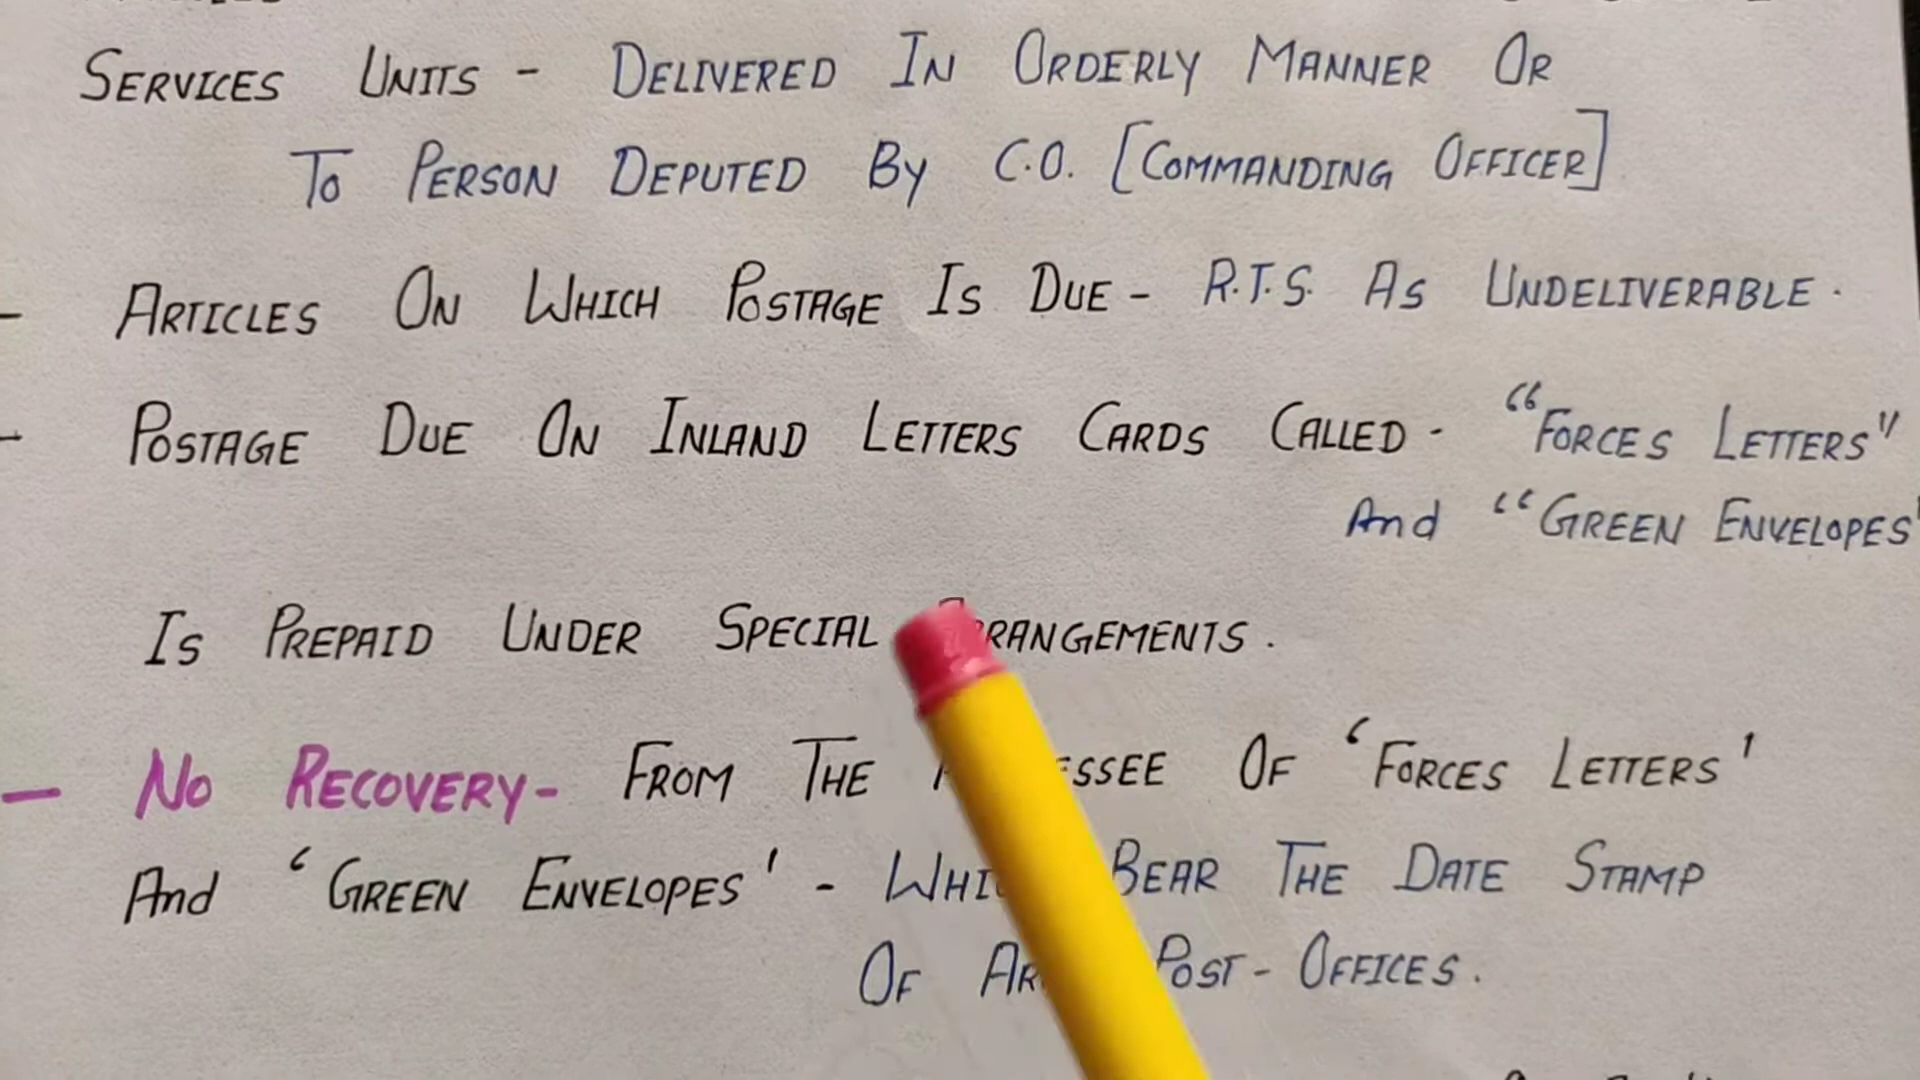 SERVICES UNITS - DELIVERED IN ORDERLY MANNER OR
TO PERSON DEPUTED BY C.O. [COMMANDING OFFICER]
- ARTICLES ON WHICH POSTAGE IS DUE - R.T.S. AS UNDELIVERABLE.
- POSTAGE DUE ON INLAND LETTERS CARDS CALLED - "FORCES LETTERS"
And "GREEN ENVELOPES"
IS PREPAID UNDER SPECIAL ARRANGEMENTS.
- NO RECOVERY - FROM THE OF 'FORCES LETTERS'
And 'GREEN ENVELOPES' - BEAR THE DATE STAMP
OF POST-OFFICES.